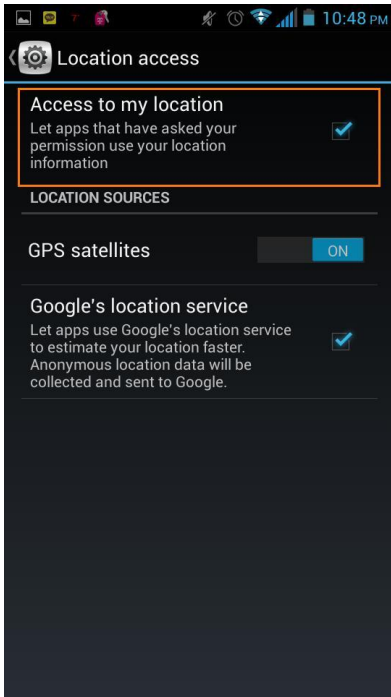 10:48 PM
Location access
Access to my location
Let apps that have asked your
permission use your location
information
LOCATION SOURCES
GPS satellites
ON
Google's location service
Let apps use Google's location service
to estimate your location faster.
Anonymous location data will be
collected and sent to Google.